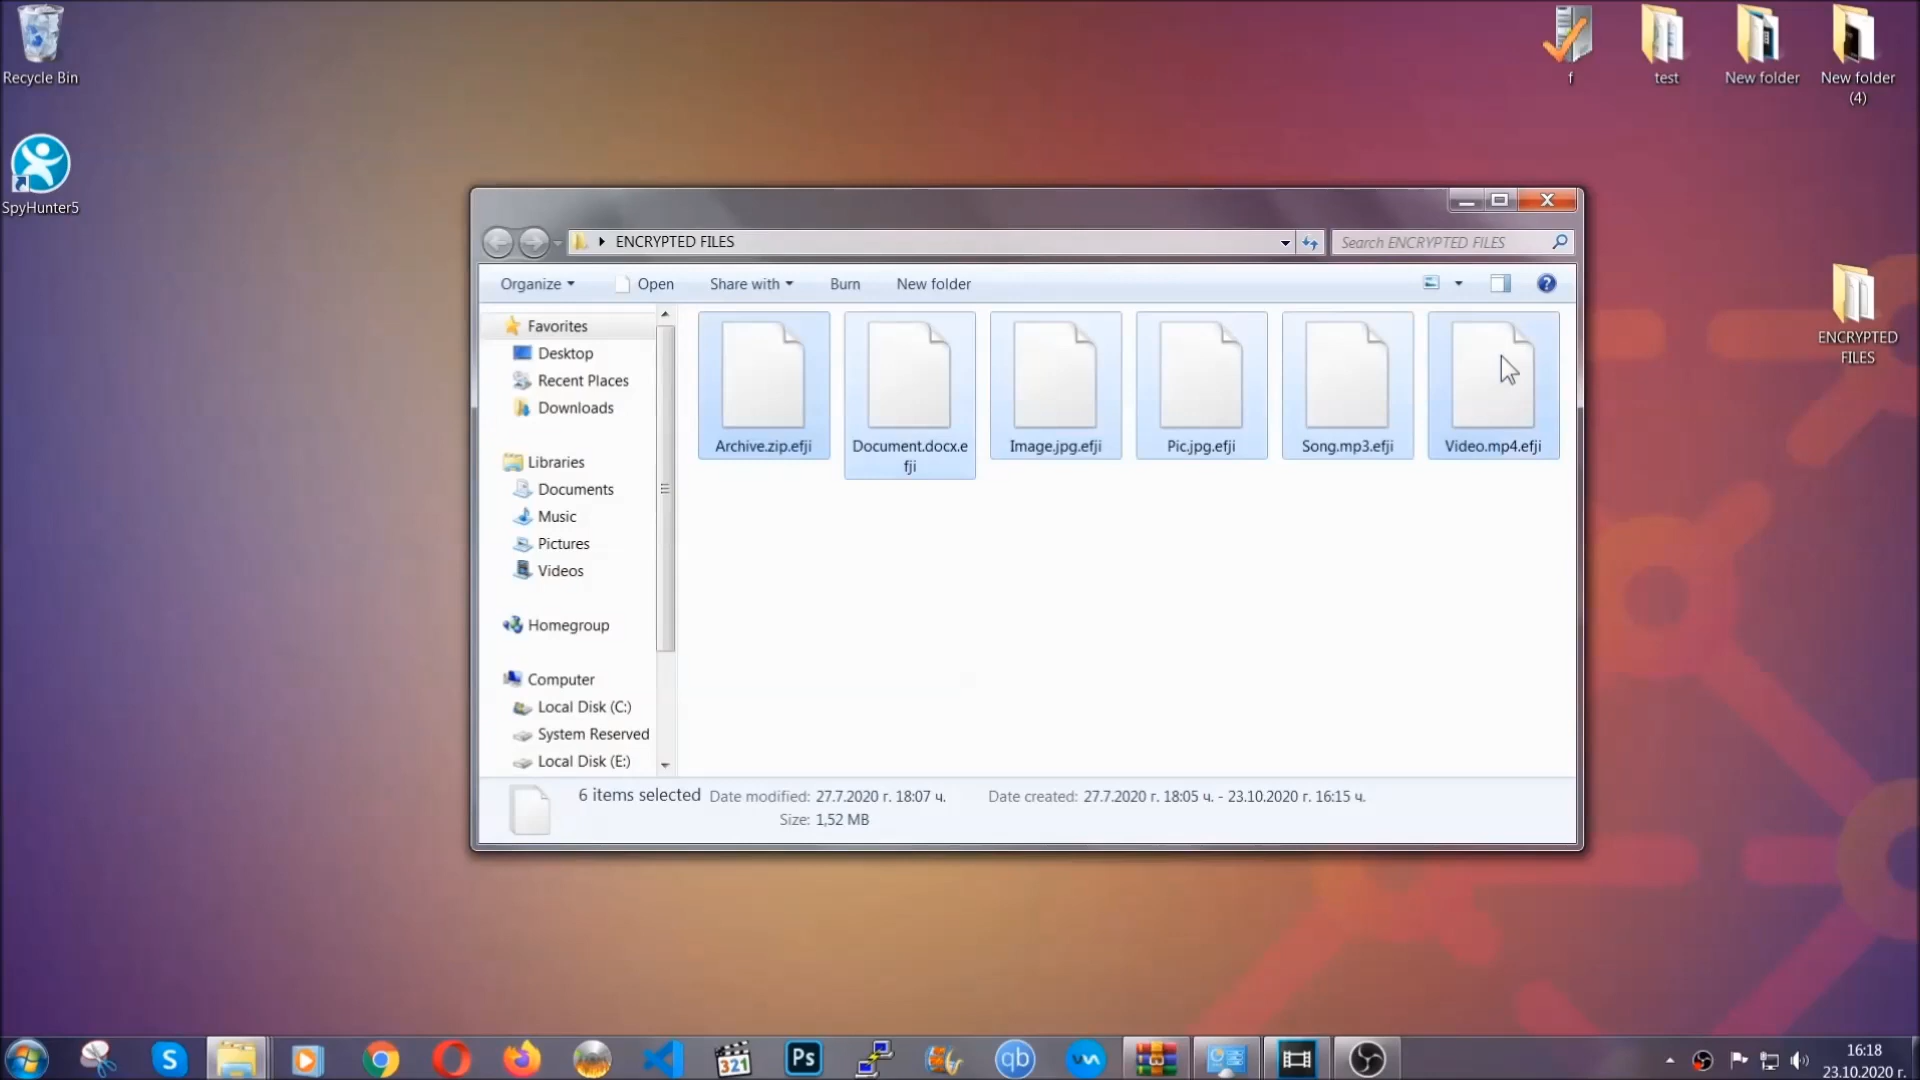 Recycle Bin
SpyHunter5
f
test
New folder
New folder
(4)
ENCRYPTED
FILES
ENCRYPTED FILES
Search ENCRYPTED FILES
Organize
Open
Share with
Burn
New folder
Favorites
Desktop
Recent Places
Downloads
Libraries
Documents
Music
Pictures
Videos
Homegroup
Computer
Local Disk (C:)
System Reserved
Local Disk (E:)
Archive.zip.efji
Document.docx.e
fji
Image.jpg.efji
Pic.jpg.efji
Song.mp3.efji
Video.mp4.efji
6 items selected Date modified: 27.7.2020 г. 18:07 ч. Date created: 27.7.2020 г. 18:05 ч. - 23.10.2020 г. 16:15 ч.
Size: 1,52 MB
S
321
Ps
qb
16:18
23.10.2020 г.